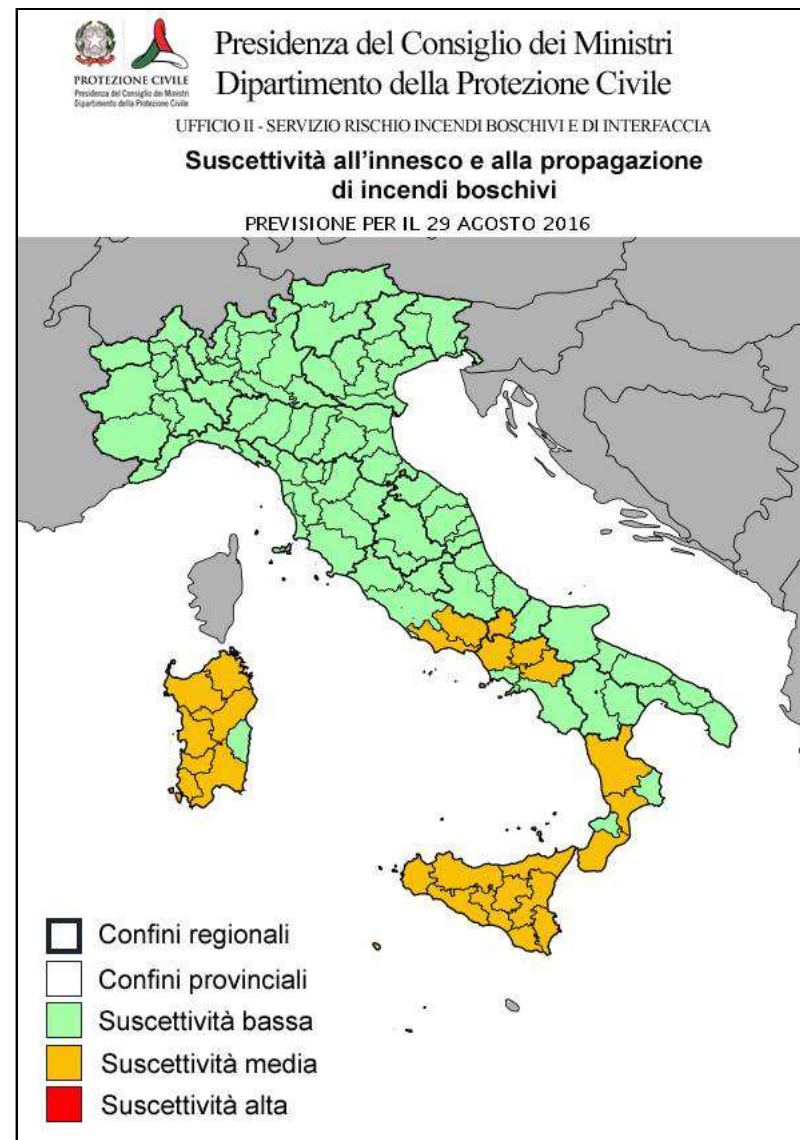 PROTEZIONE CIVILE
Presidenza del Consiglio dei Ministri
Dipartimento della Protezione Civile
Presidenza del Consiglio dei Ministri
Dipartimento della Protezione Civile
UFFICIO II - SERVIZIO RISCHIO INCENDI BOSCHIVI E DI INTERFACCIA
Suscettività all'innesco e alla propagazione
di incendi boschivi
PREVISIONE PER IL 29 AGOSTO 2016
Confini regionali
Confini provinciali
Suscettività bassa
Suscettività media
Suscettività alta